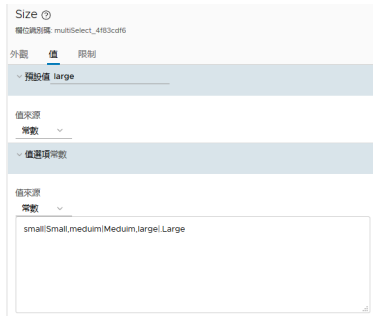 Size
欄位識別碼: multiSelect_4f83cdf6
外觀 值 限制
預設值 large
值來源
常數
值選項常數
值來源
常數
small|Small,meduim|Meduim,large|.Large